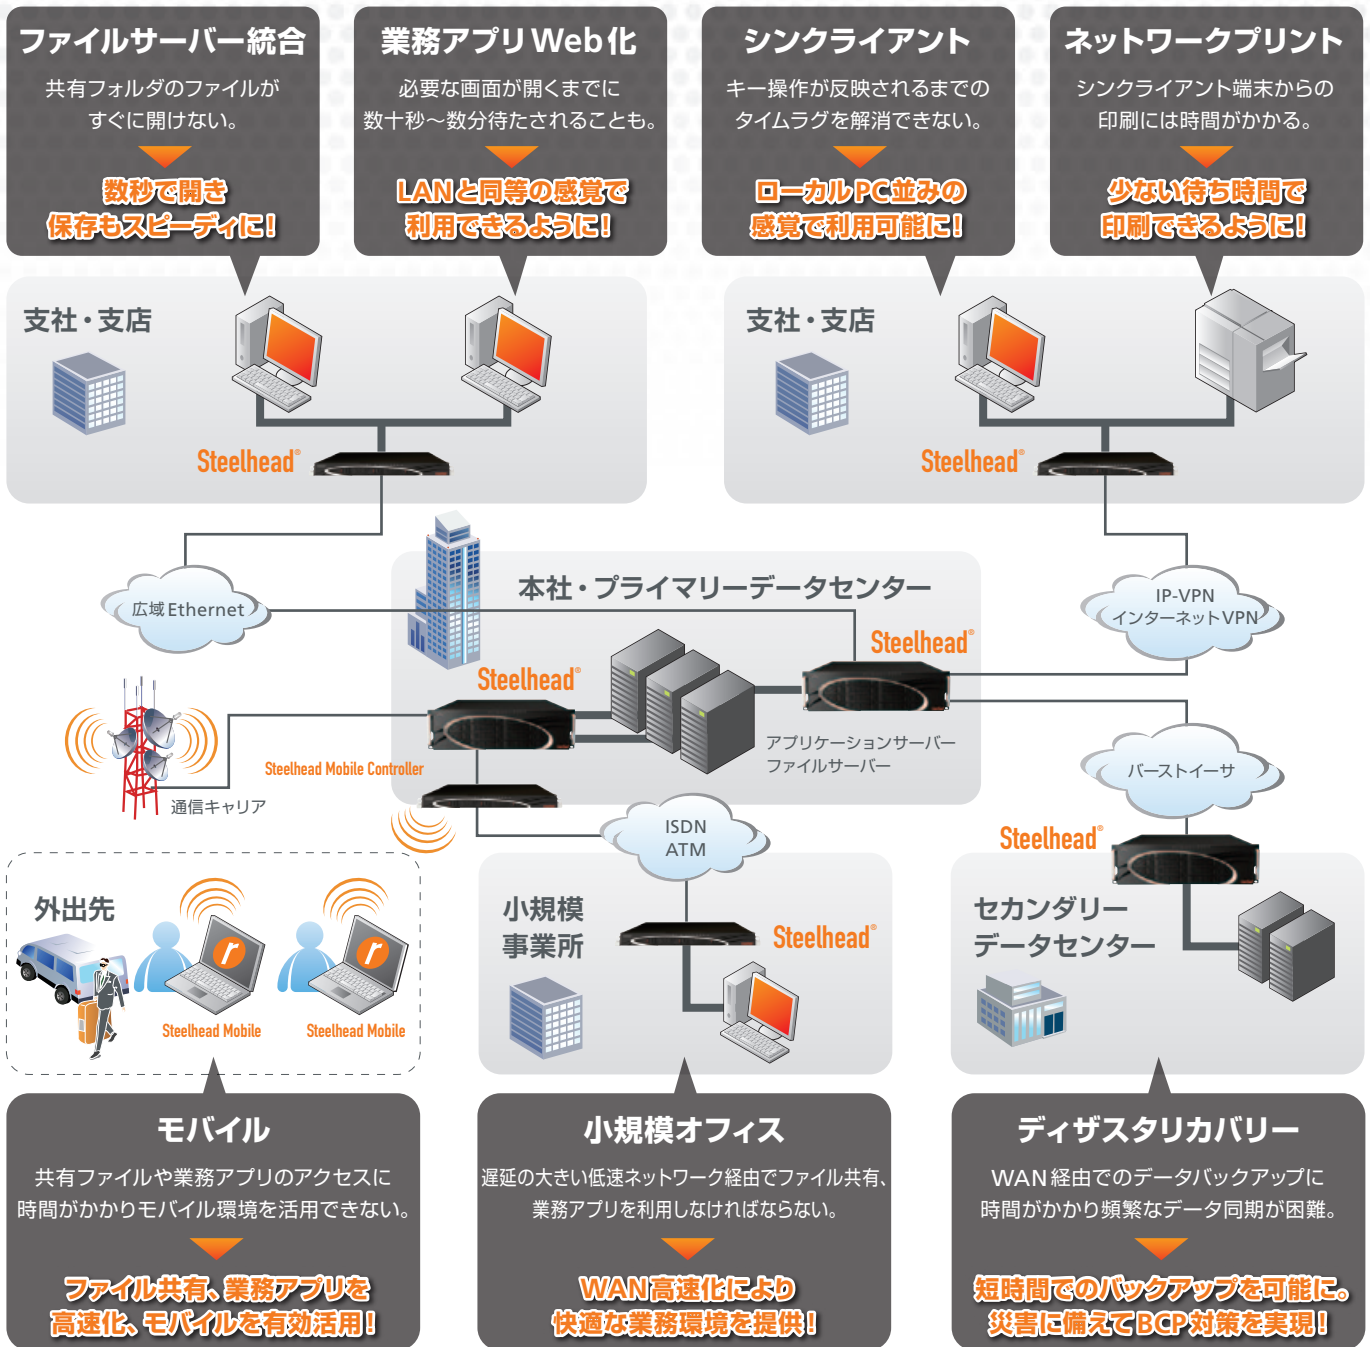 ファイルサーバー統合
共有フォルダのファイルが
すぐに開けない。
数秒で開き
保存もスピーディに!
業務アプリWeb化
必要な画面が開くまでに
数十秒～数分待たされることも。
LANと同等の感覚で
利用できるように!
シンクライアント
キー操作が反映されるまでの
タイムラグを解消できない。
ローカルPC並みの
感覚で利用可能に!
ネットワークプリント
シンクライアント端末からの
印刷には時間がかかる。
少ない待ち時間で
印刷できるように!
支社・支店
Steelhead®
支社・支店
Steelhead®
広域Ethernet
本社・プライマリーデータセンター
IP-VPN
インターネットVPN
Steelhead®
Steelhead®
アプリケーションサーバー
ファイルサーバー
Steelhead Mobile Controller
通信キャリア
バーストイーサ
ISDN
ATM
Steelhead®
外出先
r
r
Steelhead Mobile
Steelhead Mobile
小規模
事業所
Steelhead®
セカンダリー
データセンター
モバイル
共有ファイルや業務アプリのアクセスに
時間がかかりモバイル環境を活用できない。
ファイル共有、業務アプリを
高速化、モバイルを有効活用!
小規模オフィス
遅延の大きい低速ネットワーク経由でファイル共有、
業務アプリを利用しなければならない。
WAN高速化により
快適な業務環境を提供!
ディザスタリカバリー
WAN経由でのデータバックアップに
時間がかかり頻繁なデータ同期が困難。
短時間でのバックアップを可能に。
災害に備えてBCP対策を実現!